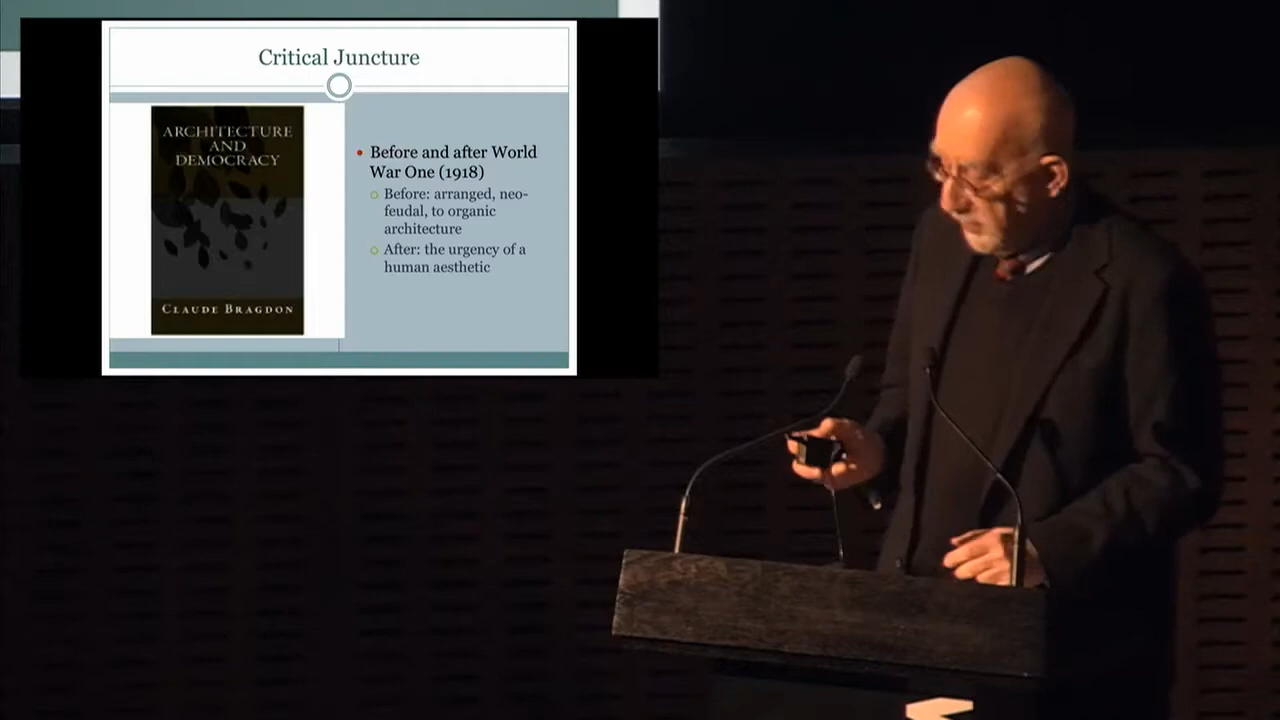 Critical Juncture
ARCHITECTURE
AND
DEMOCRACY
CLAUDE BRAGDON
Before and after World
War One (1918)
Before: arranged, neo-
feudal, to organic
architecture
After: the urgency of a
human aesthetic